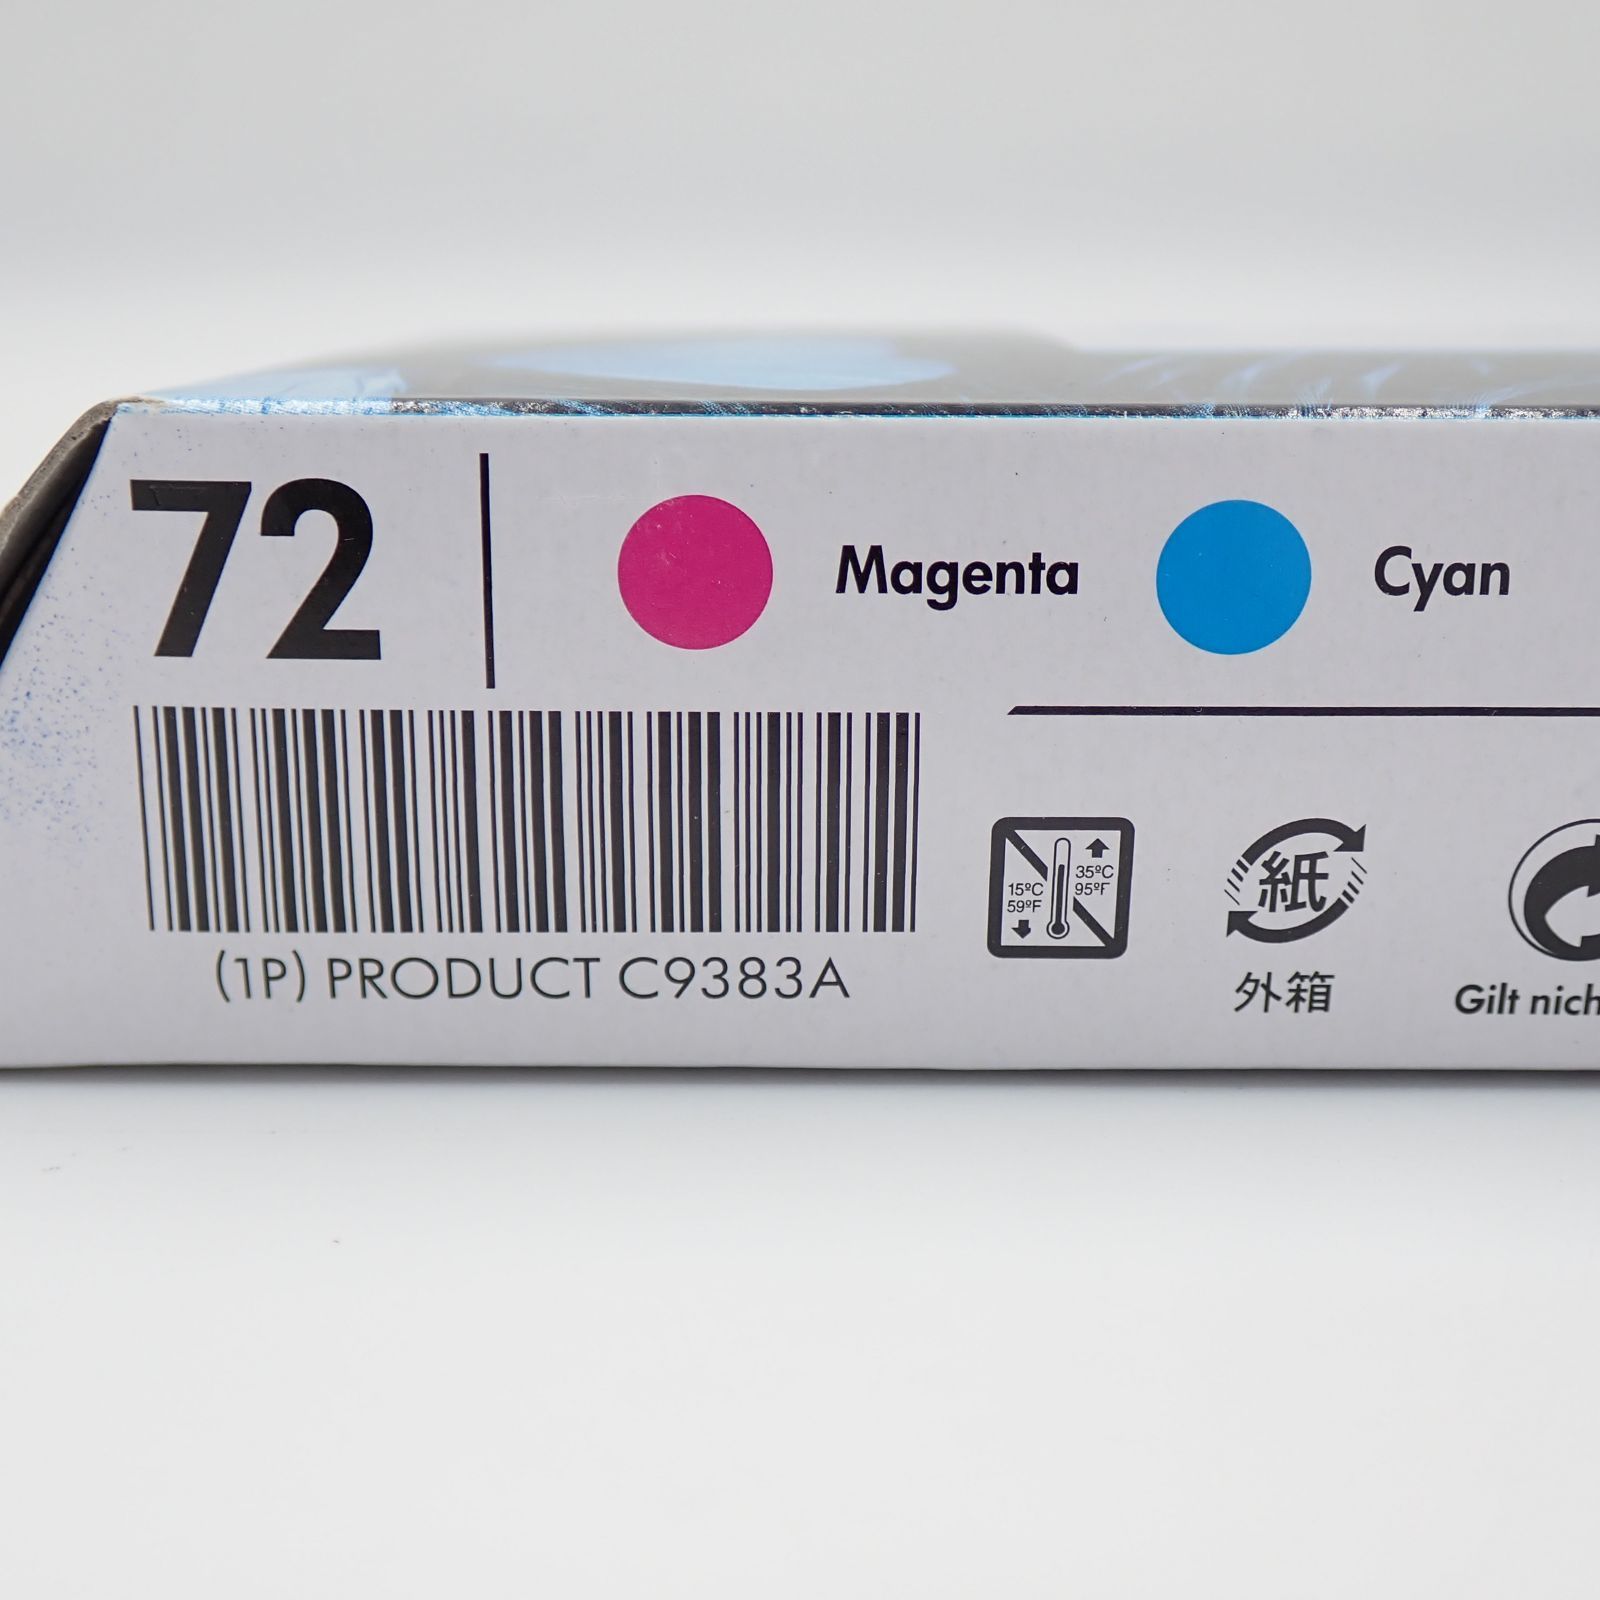 72
Magenta
Cyan
(1P) PRODUCT C9383A
35ºC
95ºF
15ºC
59ºF
紙
外箱
Gilt nich